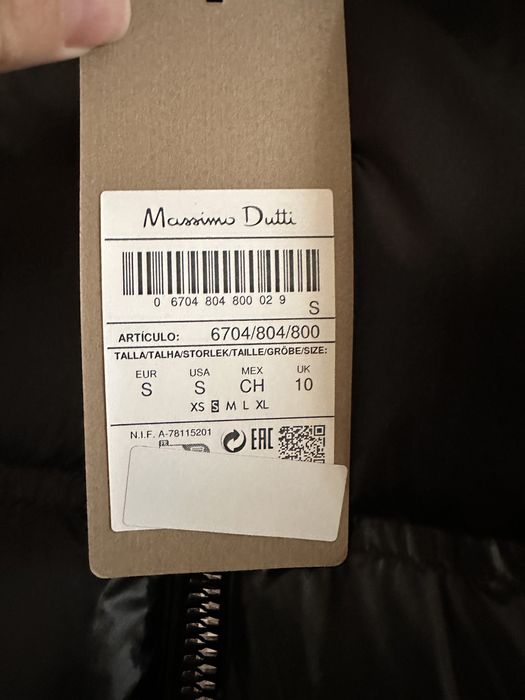 Massimo Dutti
0 6704 804 800 02 9
S
ARTÍCULO: 6704/804/800
TALLA/TALHA/STORLEK/TAILLE/GRÖBE/SIZE:
EUR USA MEX UK
S S CH 10
XS S M L XL
N.I.F. A-78115201 EAC
FR